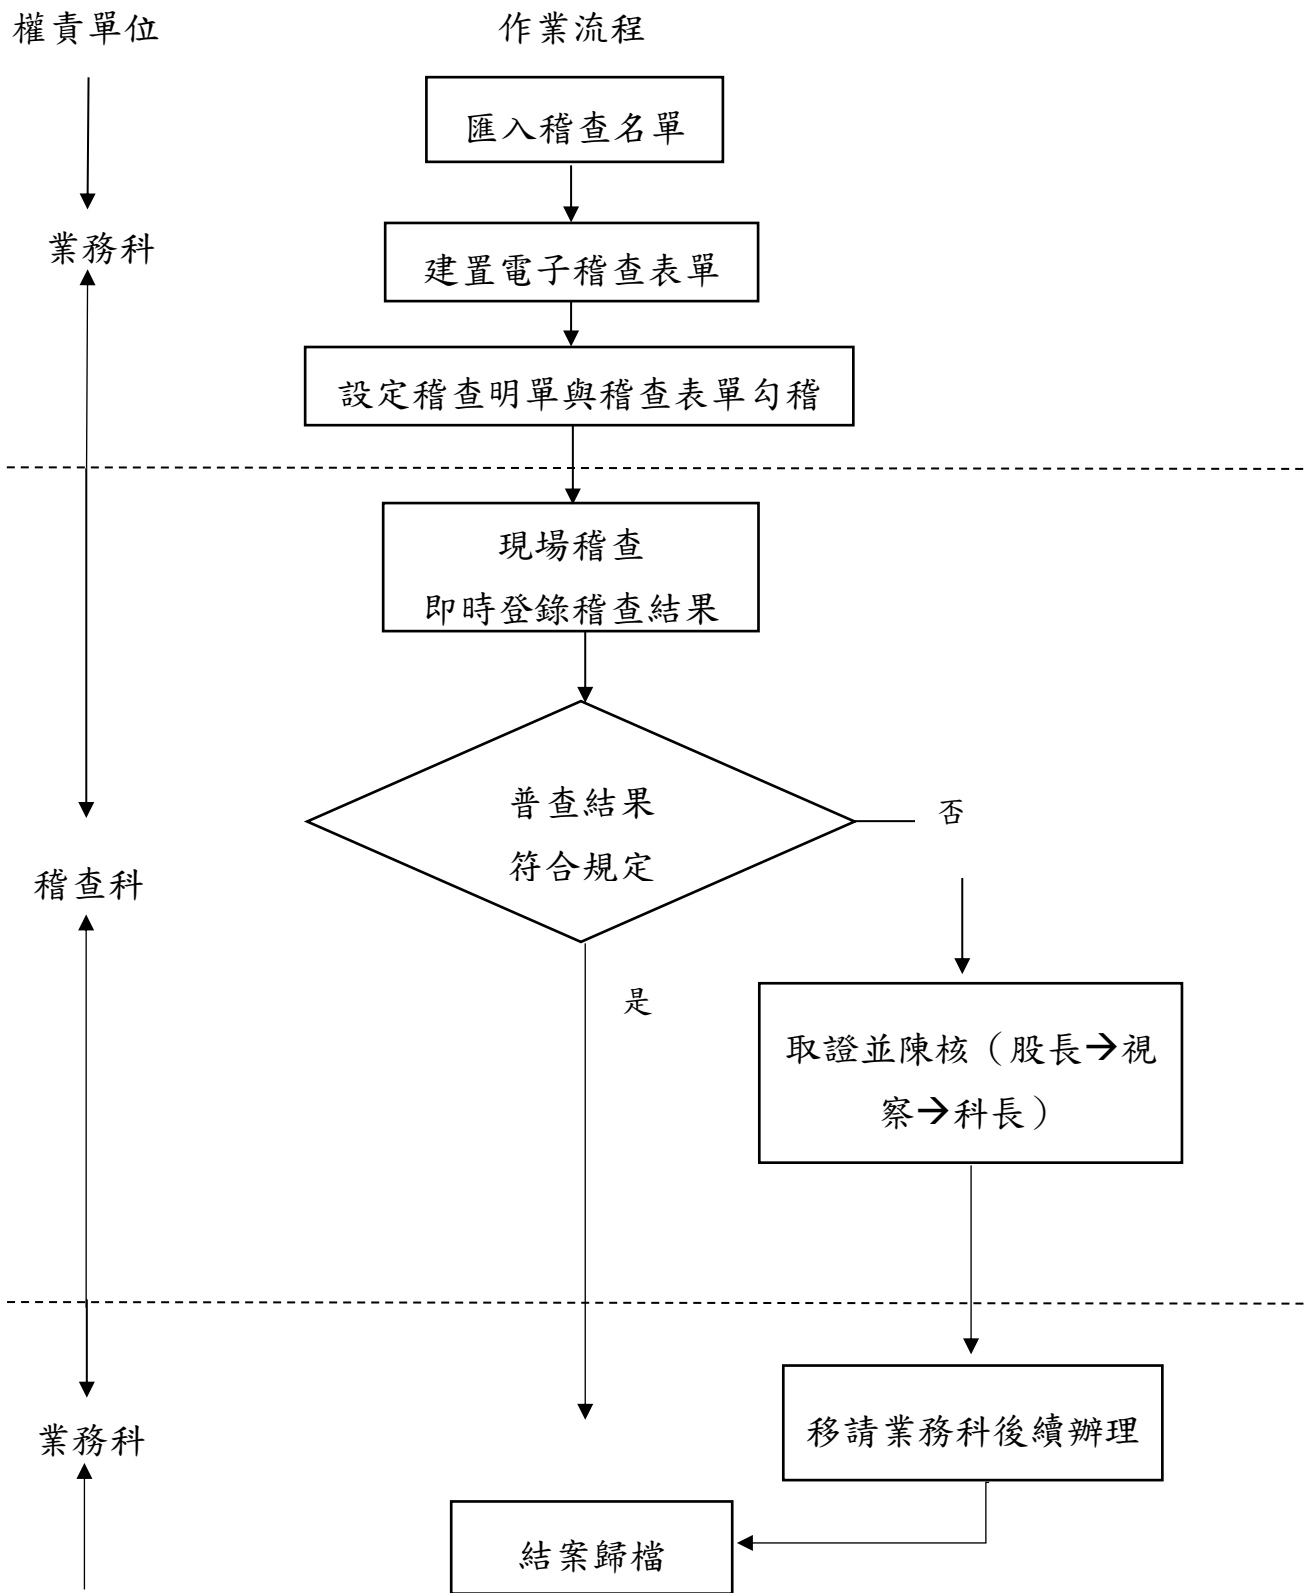 權責單位
作業流程
匯入稽查名單
業務科
建置電子稽查表單
設定稽查明單與稽查表單勾稽
現場稽查
即時登錄稽查結果
普查結果
符合規定
否
稽查科
是
取證並陳核（股長→視
察→科長）
業務科
移請業務科後續辦理
結案歸檔